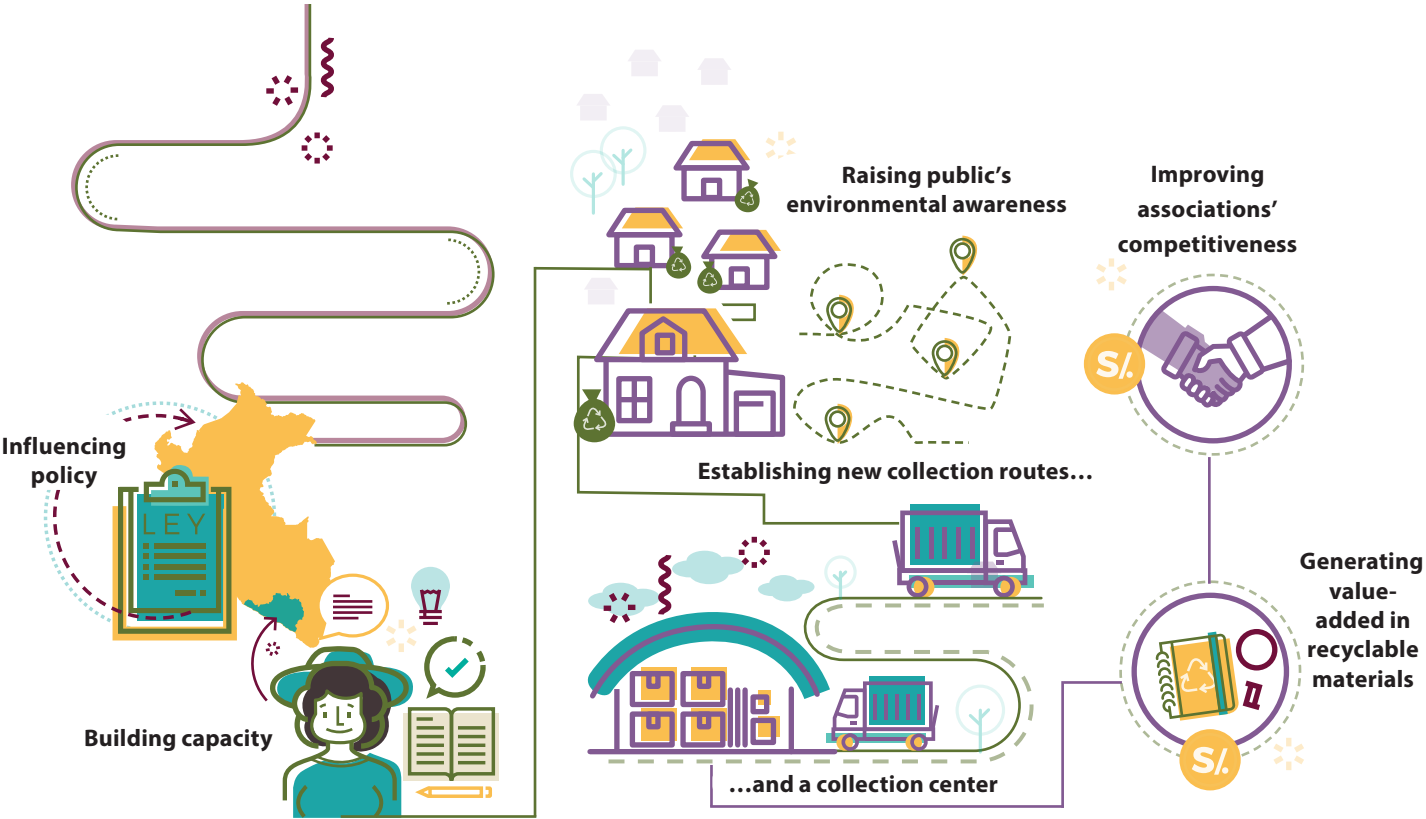 Influencing
policy
LEY
Building capacity
Raising public's
environmental awareness
Establishing new collection routes…
…and a collection center
Improving
associations'
competitiveness
S/.
Generating
value-
added in
recyclable
materials
S/.